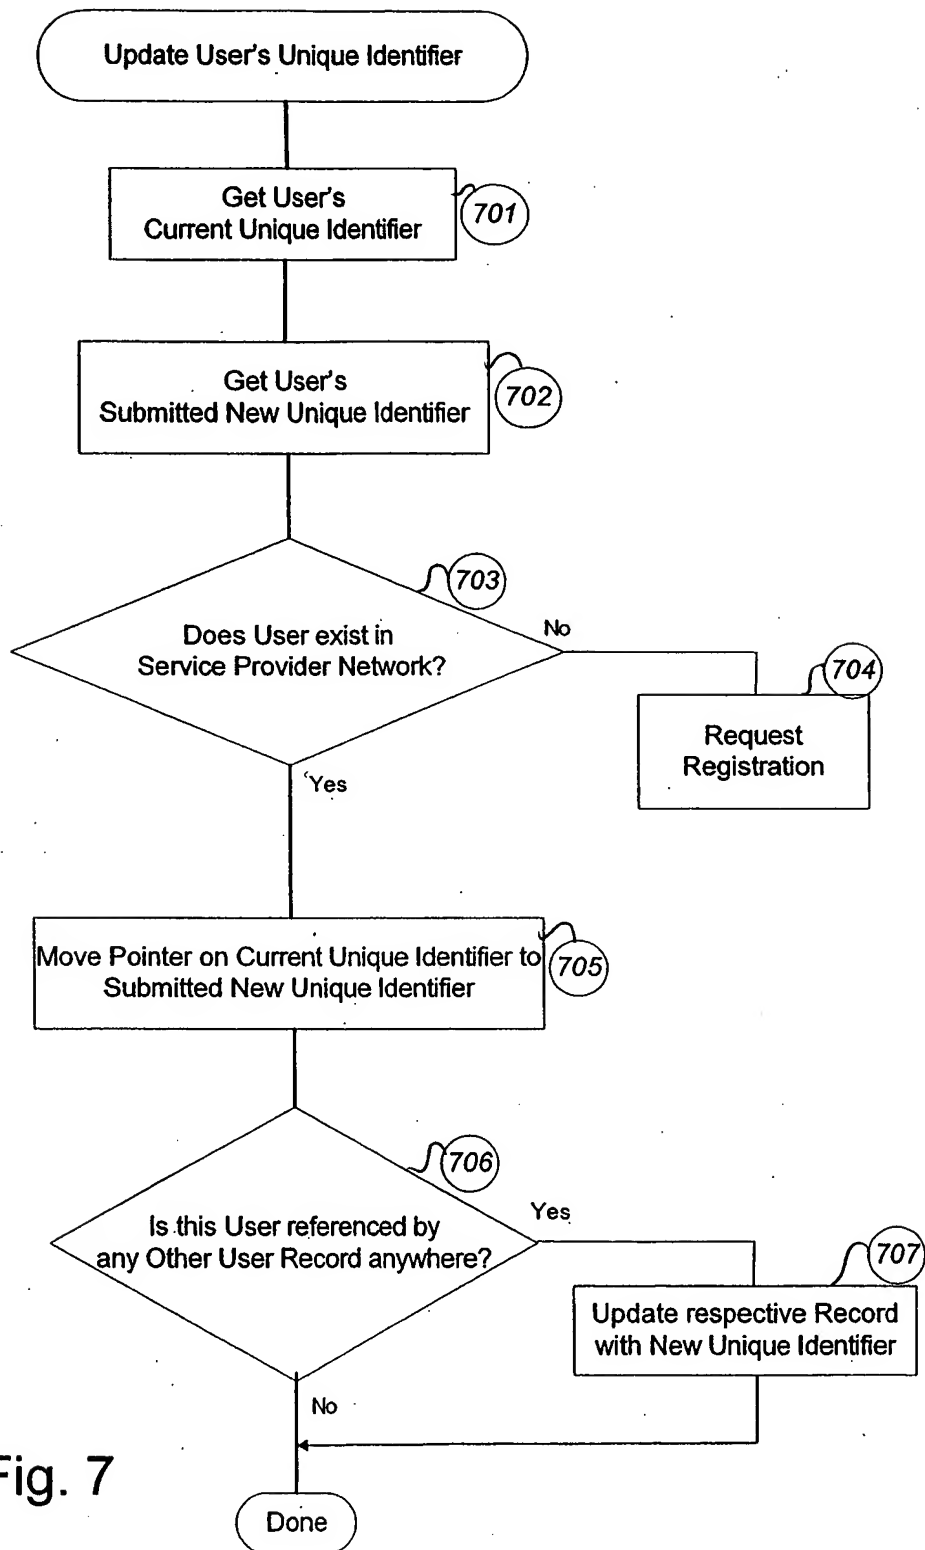 Update User's Unique Identifier
Get User's
Current Unique Identifier
701
Get User's
Submitted New Unique Identifier
702
703
Does User exist in
Service Provider Network?
No
704
Request
Registration
Yes
Move Pointer on Current Unique Identifier to
Submitted New Unique Identifier
705
706
Is this User referenced by
any Other User Record anywhere?
Yes
707
Update respective Record
with New Unique Identifier
No
Fig. 7
Done